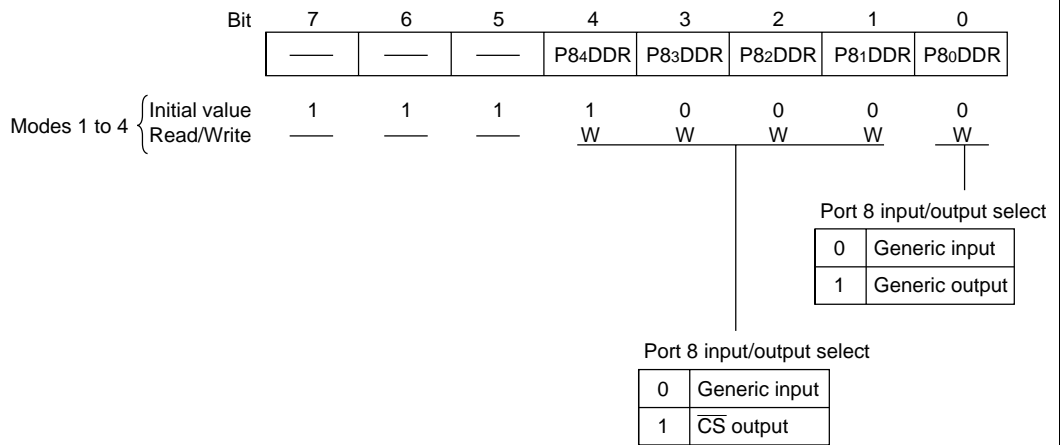 Bit 7 6 5 4 3 2 1 0
— — — P84DDR P83DDR P82DDR P81DDR P80DDR
Modes 1 to 4
Initial value 1 1 1 1 0 0 0 0
Read/Write — — — W W W W W
Port 8 input/output select
0 Generic input
1 Generic output
Port 8 input/output select
0 Generic input
1 C̅S̅ output